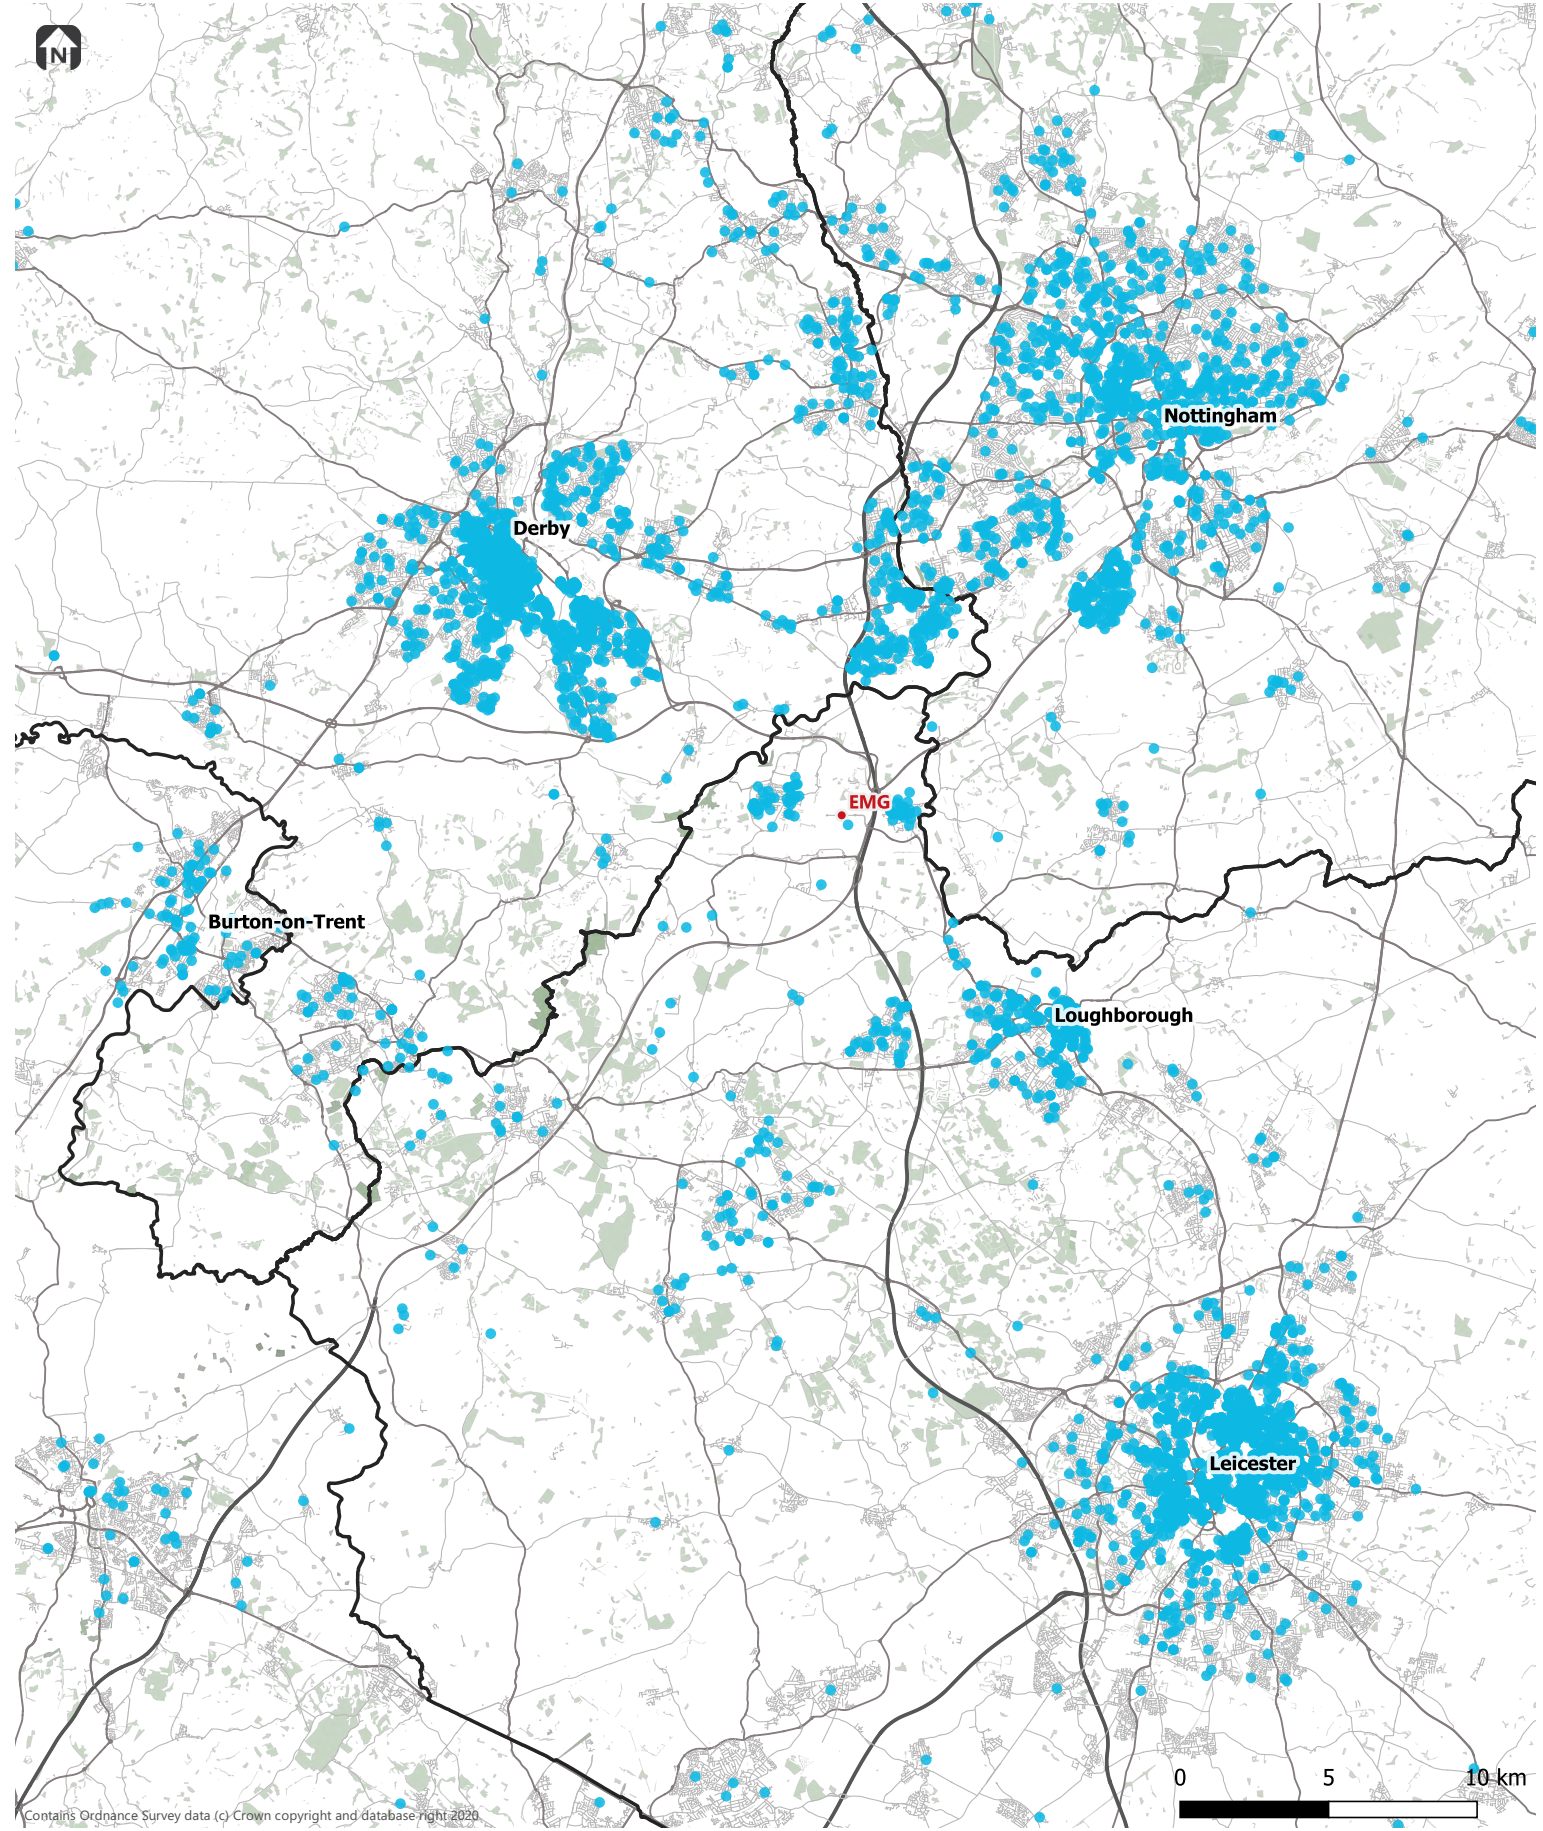 N
Nottingham
Derby
EMG
Burton-on-Trent
Loughborough
Leicester
0 5 10 km
Contains Ordnance Survey data (c) Crown copyright and database right 2020